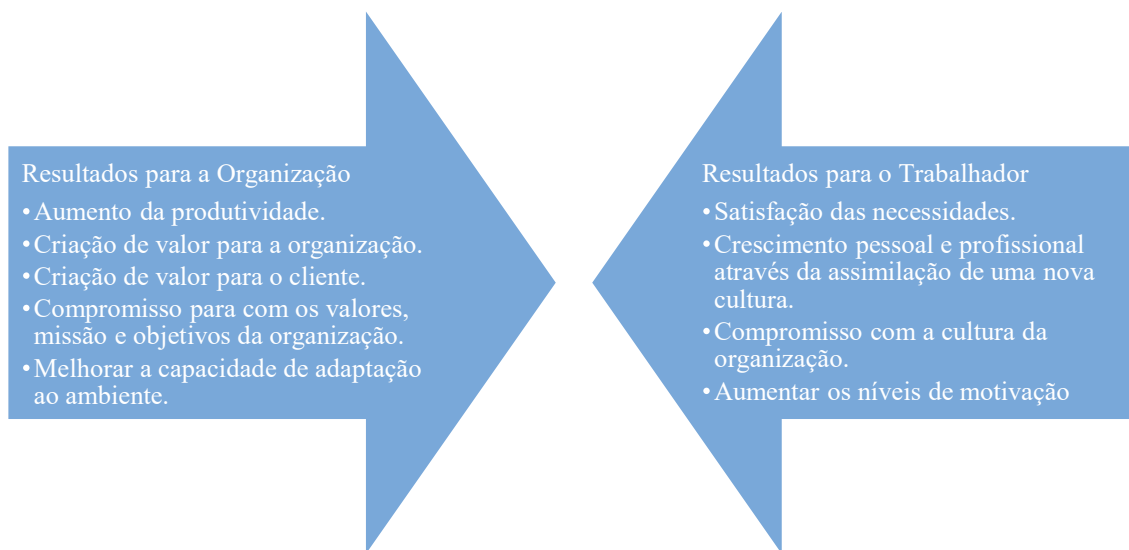 Resultados para a Organização
•Aumento da produtividade.
•Criação de valor para a organização.
•Criação de valor para o cliente.
•Compromisso para com os valores,
missão e objetivos da organização.
•Melhorar a capacidade de adaptação
ao ambiente.
Resultados para o Trabalhador
•Satisfação das necessidades.
•Crescimento pessoal e profissional
através da assimilação de uma nova
cultura.
•Compromisso com a cultura da
organização.
•Aumentar os níveis de motivação